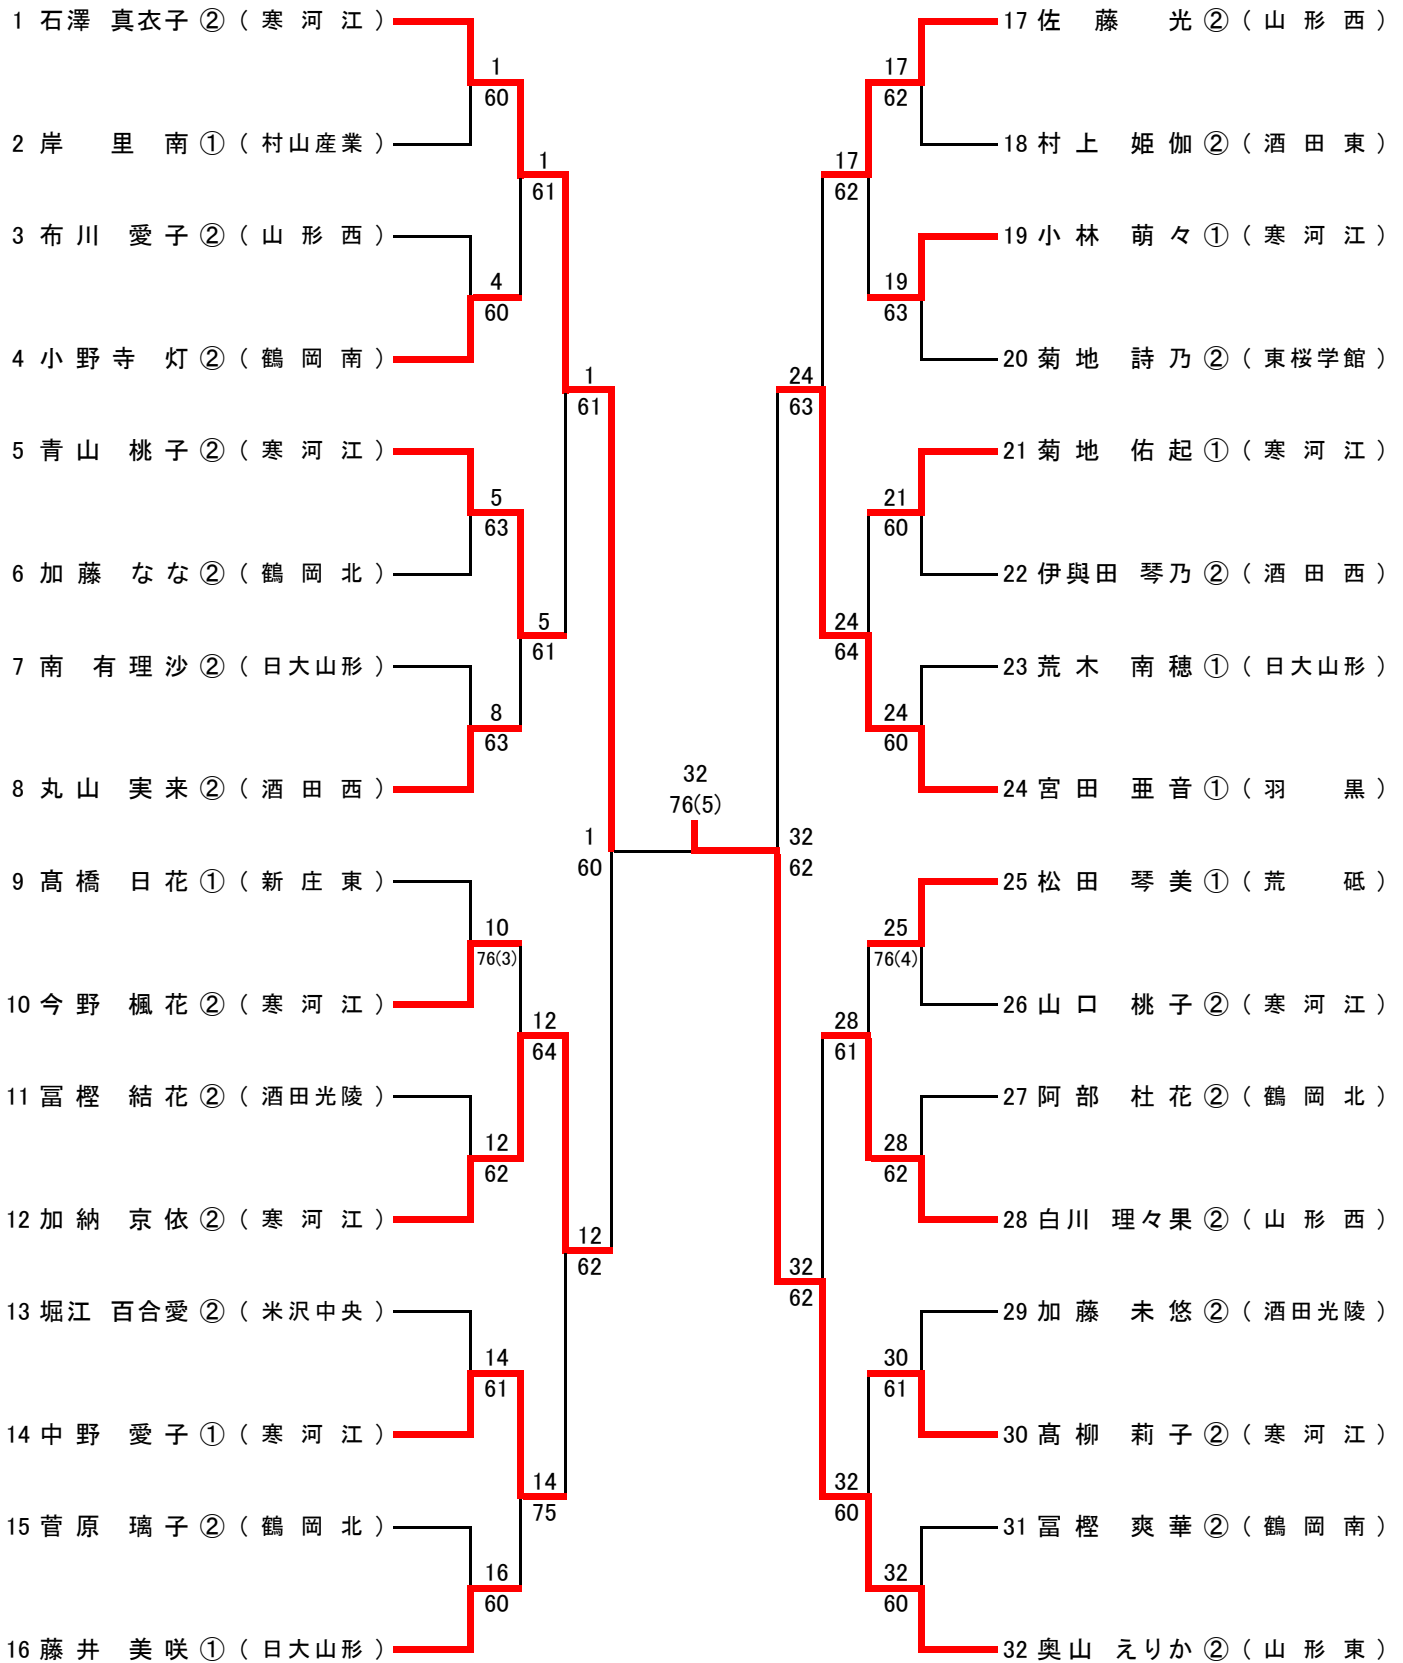 1 石澤 真衣子 ② ( 寒 河 江 )
1
60
2 岸 里 南 ① ( 村山産業 )
1
61
3 布 川 愛 子 ② ( 山 形 西 )
4
60
4 小 野 寺 灯 ② ( 鶴 岡 南 )
1
61
5 青 山 桃 子 ② ( 寒 河 江 )
5
63
6 加 藤 な な ② ( 鶴 岡 北 )
5
61
7 南 有 理 沙 ② ( 日大山形 )
8
63
8 丸 山 実 来 ② ( 酒 田 西 )
1
60
9 髙 橋 日 花 ① ( 新 庄 東 )
10
76(3)
10 今 野 楓 花 ② ( 寒 河 江 )
12
64
11 冨 樫 結 花 ② ( 酒田光陵 )
12
62
12 加 納 京 依 ② ( 寒 河 江 )
12
62
13 堀江 百合愛 ② ( 米沢中央 )
14
61
14 中 野 愛 子 ① ( 寒 河 江 )
14
75
15 菅 原 璃 子 ② ( 鶴 岡 北 )
16
60
16 藤 井 美 咲 ① ( 日大山形 )
32
76(5)
17 佐 藤 光 ② ( 山 形 西 )
17
62
18 村 上 姫 伽 ② ( 酒 田 東 )
17
62
19 小 林 萌 々 ① ( 寒 河 江 )
19
63
20 菊 地 詩 乃 ② ( 東桜学館 )
24
63
21 菊 地 佑 起 ① ( 寒 河 江 )
21
60
22 伊與田 琴乃 ② ( 酒 田 西 )
24
64
23 荒 木 南 穂 ① ( 日大山形 )
24
60
24 宮 田 亜 音 ① ( 羽 黒 )
32
62
25 松 田 琴 美 ① ( 荒 砥 )
25
76(4)
26 山 口 桃 子 ② ( 寒 河 江 )
28
61
27 阿 部 杜 花 ② ( 鶴 岡 北 )
28
62
28 白川 理々果 ② ( 山 形 西 )
32
62
29 加 藤 未 悠 ② ( 酒田光陵 )
30
61
30 髙 柳 莉 子 ② ( 寒 河 江 )
32
60
31 冨 樫 爽 華 ② ( 鶴 岡 南 )
32
60
32 奥山 えりか ② ( 山 形 東 )